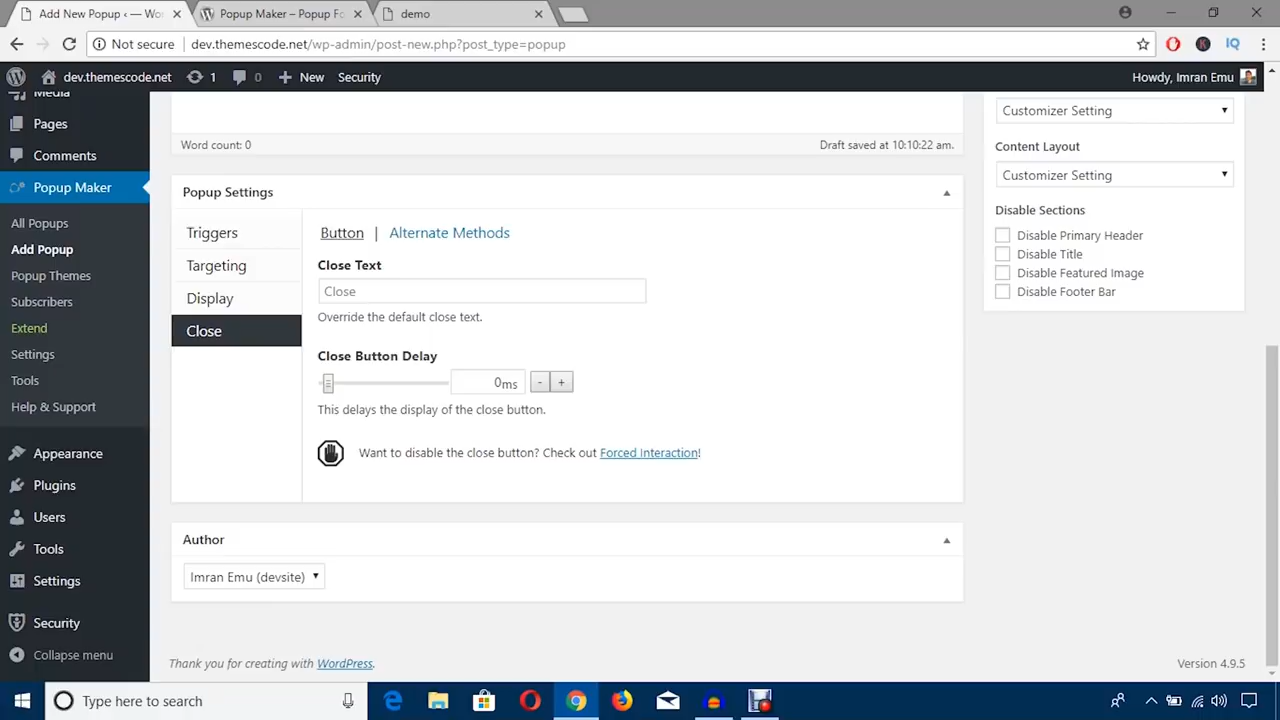 Add New Popup ‹ — Wor
Popup Maker – Popup Fo
demo
Not secure
dev.themescode.net/wp-admin/post-new.php?post_type=popup
IQ
dev.themescode.net
1
0
New
Security
Howdy, Imran Emu
Media
Pages
Comments
Popup Maker
All Popups
Add Popup
Popup Themes
Subscribers
Extend
Settings
Tools
Help & Support
Appearance
Plugins
Users
Tools
Settings
Security
Collapse menu
Word count: 0
Draft saved at 10:10:22 am.
Popup Settings
Triggers
Targeting
Display
Close
Button | Alternate Methods
Close Text
Close
Override the default close text.
Close Button Delay
0ms
-
+
This delays the display of the close button.
Want to disable the close button? Check out Forced Interaction!
Author
Imran Emu (devsite)
Customizer Setting
Content Layout
Customizer Setting
Disable Sections
Disable Primary Header
Disable Title
Disable Featured Image
Disable Footer Bar
Thank you for creating with WordPress.
Version 4.9.5
Type here to search